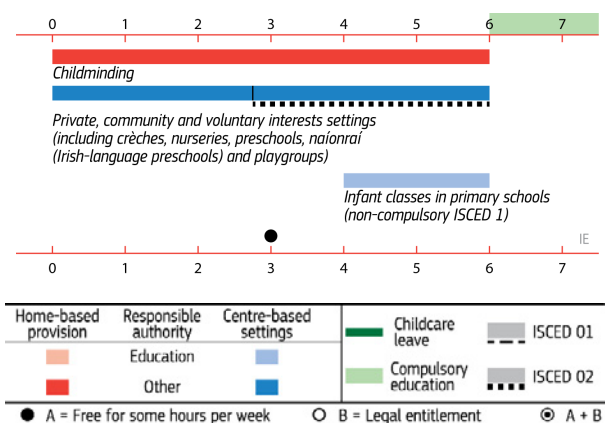 0 1 2 3 4 5 6 7
Childminding
Private, community and voluntary interests settings
(including crèches, nurseries, preschools, naíonraí
(Irish-language preschools) and playgroups)
Infant classes in primary schools
(non-compulsory ISCED 1)
IE
0 1 2 3 4 5 6 7
Home-based provision
Responsible authority
Centre-based settings
Education
Other
Childcare leave
ISCED 01
Compulsory education
ISCED 02
A = Free for some hours per week
B = Legal entitlement
A + B